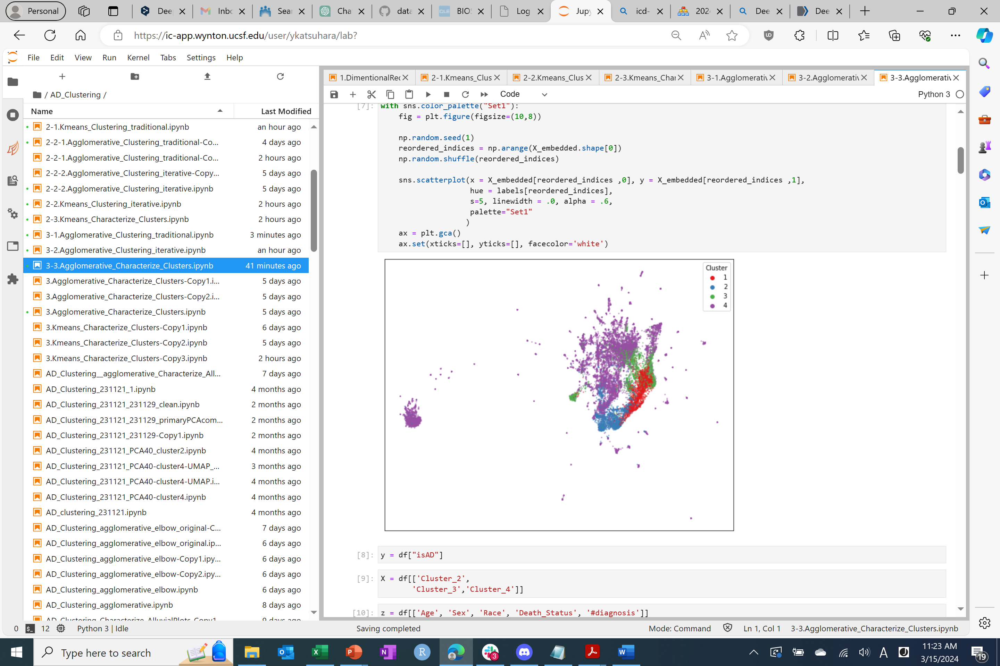 Personal
Dee
Inbc
Sear
Cha
data
BIO:
Log
Jupy
icd-
202
Dee
Dee
https://ic-app.wynton.ucsf.edu/user/ykatsuhara/lab?
File Edit View Run Kernel Tabs Settings Help
/ AD_Clustering /
Name Last Modified
2-1.Kmeans_Clustering_traditional.ipynb an hour ago
2-2-1.Agglomerative_Clustering_traditional-Co... 4 days ago
2-2-1.Agglomerative_Clustering_traditional-Co... 2 hours ago
2-2-2.Agglomerative_Clustering_iterative-Copy... 5 days ago
2-2-2.Agglomerative_Clustering_iterative.ipynb 5 days ago
2-2.Kmeans_Clustering_iterative.ipynb 2 hours ago
2-3.Kmeans_Characterize_Clusters.ipynb 2 hours ago
3-1.Agglomerative_Clustering_traditional.ipynb 3 minutes ago
3-2.Agglomerative_Clustering_iterative.ipynb an hour ago
3-3.Agglomerative_Characterize_Clusters.ipynb 41 minutes ago
3.Agglomerative_Characterize_Clusters-Copy1.i... 5 days ago
3.Agglomerative_Characterize_Clusters-Copy2.i... 5 days ago
3.Agglomerative_Characterize_Clusters.ipynb 5 days ago
3.Kmeans_Characterize_Clusters-Copy1.ipynb 6 days ago
3.Kmeans_Characterize_Clusters-Copy2.ipynb 5 days ago
3.Kmeans_Characterize_Clusters-Copy3.ipynb 2 hours ago
AD_Clustering__agglomerative_Characterize_All... 7 days ago
AD_Clustering_231121_1.ipynb 4 months ago
AD_Clustering_231121_231129_clean.ipynb 2 months ago
AD_Clustering_231121_231129_primaryPCAcom... 2 months ago
AD_Clustering_231121_231129-Copy1.ipynb 2 months ago
AD_Clustering_231121_PCA40_cluster2.ipynb 4 months ago
AD_Clustering_231121_PCA40-cluster4-UMAP_... 3 months ago
AD_Clustering_231121_PCA40-cluster4-UMAP.i... 4 months ago
AD_Clustering_231121_PCA40-cluster4.ipynb 4 months ago
AD_clustering_231121.ipynb 4 months ago
AD_Clustering_agglomerative_elbow_original-C... 7 days ago
AD_Clustering_agglomerative_elbow_original.ip... 6 days ago
AD_Clustering_agglomerative_elbow-Copy1.ipy... 6 days ago
AD_Clustering_agglomerative_elbow-Copy2.ipy... 6 days ago
AD_Clustering_agglomerative_elbow.ipynb 6 days ago
AD_Clustering_agglomerative.ipynb 8 days ago
AD_Clustering_Characterize_AlluvialPlots-Copy1 9 days ago
1.DimentionalRec
2-1.Kmeans_Clus
2-2.Kmeans_Clus
2-3.Kmeans_Char
3-1.Agglomerativ
3-2.Agglomerativ
3-3.Agglomerativ
Code
Python 3
[7]: with sns.color_palette("Set1"):
fig = plt.figure(figsize=(10,8))
np.random.seed(1)
reordered_indices = np.arange(X_embedded.shape[0])
np.random.shuffle(reordered_indices)
sns.scatterplot(x = X_embedded[reordered_indices ,0], y = X_embedded[reordered_indices ,1],
hue = labels[reordered_indices],
s=5, linewidth = .0, alpha = .6,
palette="Set1"
)
ax = plt.gca()
ax.set(xticks=[], yticks=[], facecolor='white')
Cluster
1
2
3
4
[8]: y = df["isAD"]
[9]: X = df[['Cluster_2',
'Cluster_3','Cluster_4']]
[10]: z = df[['Age', 'Sex', 'Race', 'Death_Status', '#diagnosis']]
0 12 Python 3 | Idle Saving completed Mode: Command Ln 1, Col 1 3-3.Agglomerative_Characterize_Clusters.ipynb
Type here to search
3
A
11:23 AM
3/15/2024
19